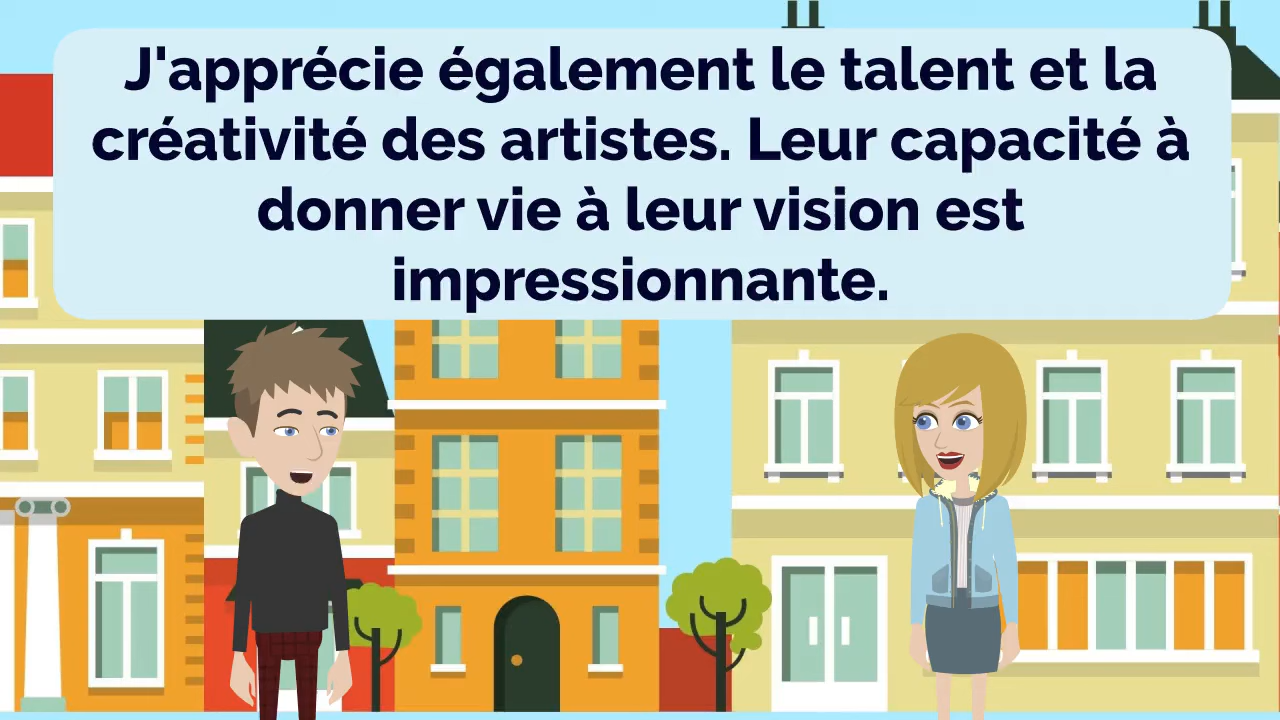 J'apprécie également le talent et la
créativité des artistes. Leur capacité à
donner vie à leur vision est
impressionnante.